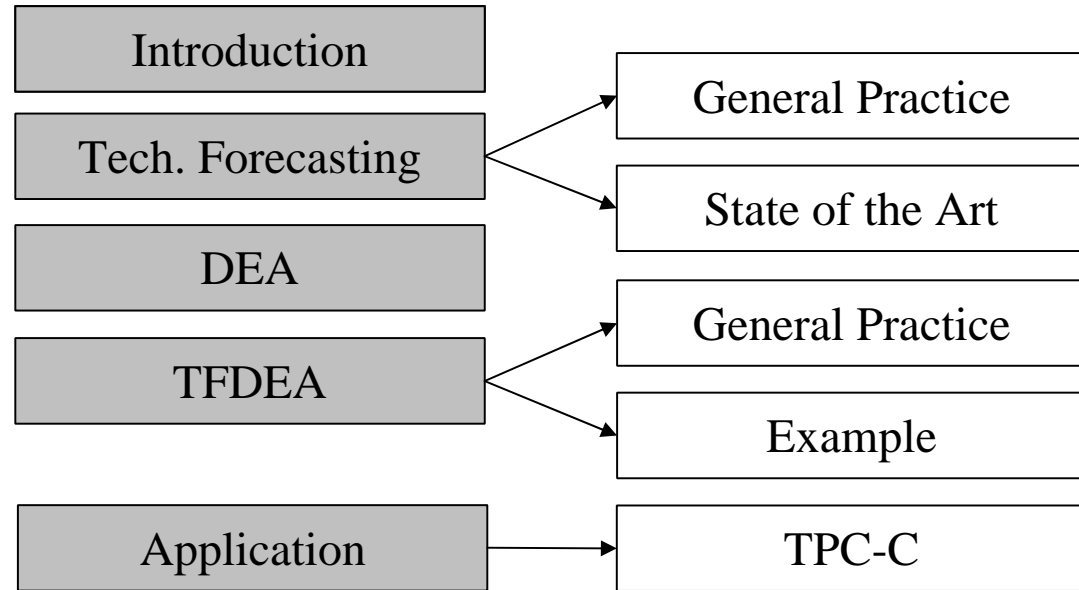 Introduction
Tech. Forecasting
General Practice
State of the Art
DEA
TFDEA
General Practice
Example
Application
TPC-C